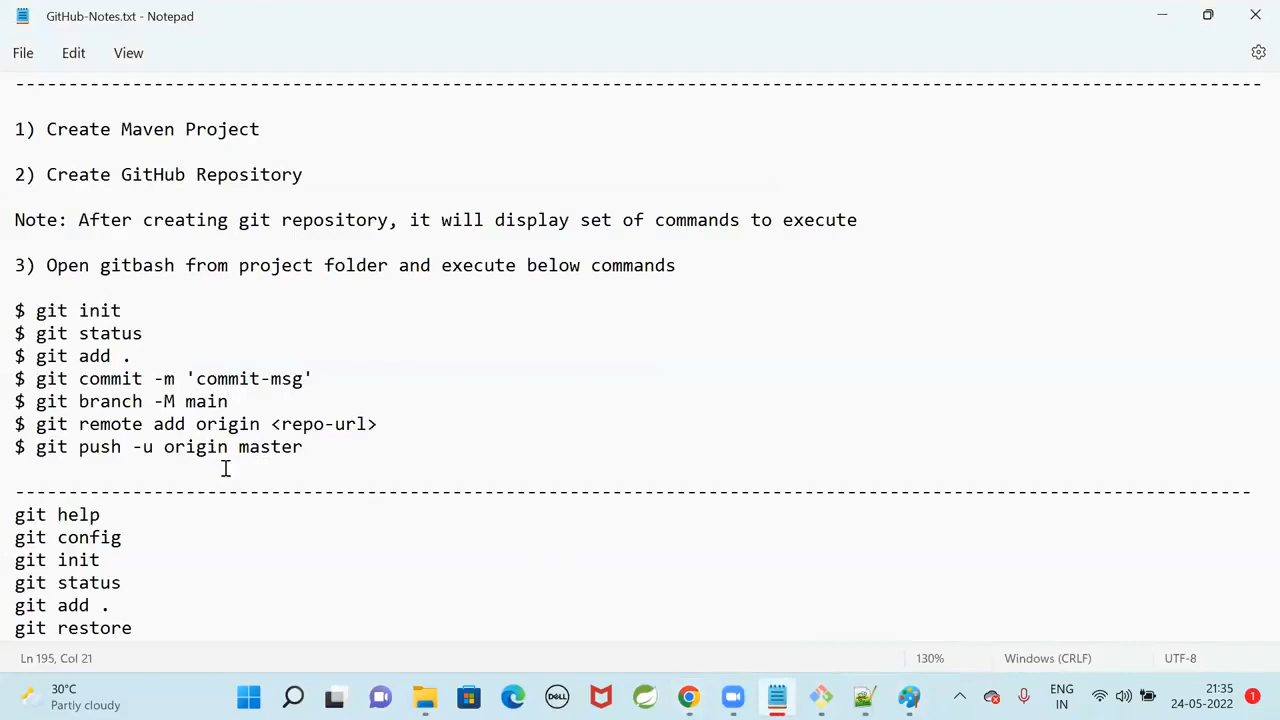 GitHub-Notes.txt - Notepad
File Edit View
--------------------------------------------------------------------------------------------------------------------
1) Create Maven Project
2) Create GitHub Repository
Note: After creating git repository, it will display set of commands to execute
3) Open gitbash from project folder and execute below commands
$ git init
$ git status
$ git add .
$ git commit -m 'commit-msg'
$ git branch -M main
$ git remote add origin <repo-url>
$ git push -u origin master
-------------------------------------------------------------------------------------------------------------------
git help
git config
git init
git status
git add .
git restore
Ln 195, Col 21 130% Windows (CRLF) UTF-8
30°C
Partly cloudy
DELL
ENG
IN
21:35
24-05-2022
1